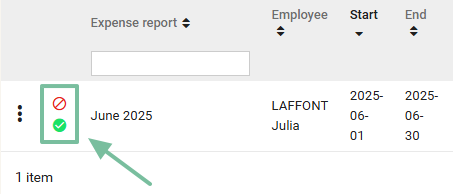 Expense report
Employee
Start
End
June 2025
LAFFONT
Julia
2025-
06-
01
2025-
06-
30
1 item